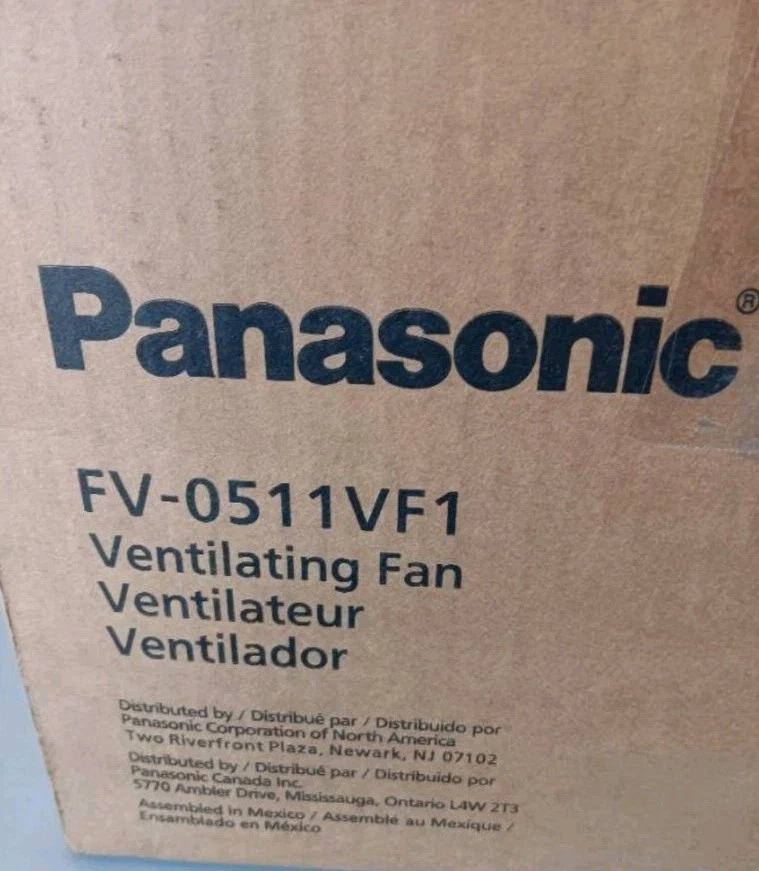 Panasonic®
FV-0511VF1
Ventilating Fan
Ventilateur
Ventilador
Distributed by / Distribué par / Distribuido por
Panasonic Corporation of North America
Two Riverfront Plaza, Newark, NJ 07102
Distributed by / Distribué par / Distribuido por
Panasonic Canada Inc.
5770 Ambler Drive, Mississauga, Ontario L4W 2T3
Assembled in Mexico / Assemblé au Mexique /
Ensamblado en México